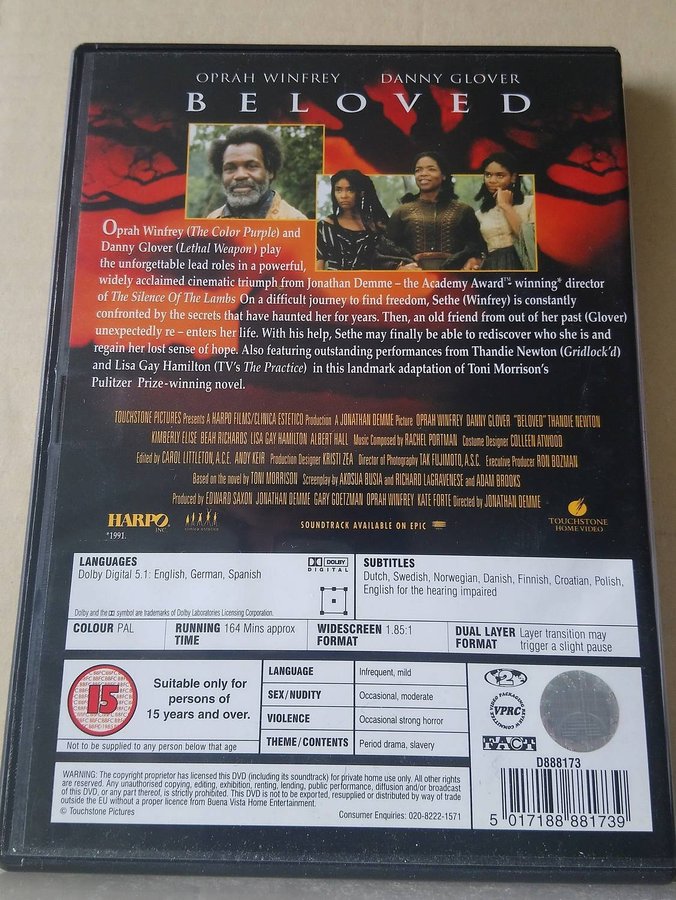 OPRAH WINFREY DANNY GLOVER
BELOVED
Oprah Winfrey (The Color Purple) and
Danny Glover (Lethal Weapon) play
the unforgettable lead roles in a powerful,
widely acclaimed cinematic triumph from Jonathan Demme – the Academy Award™- winning* director
of The Silence Of The Lambs On a difficult journey to find freedom, Sethe (Winfrey) is constantly
confronted by the secrets that have haunted her for years. Then, an old friend from out of her past (Glover)
unexpectedly re – enters her life. With his help, Sethe may finally be able to rediscover who she is and
regain her lost sense of hope. Also featuring outstanding performances from Thandie Newton (Gridlock'd)
and Lisa Gay Hamilton (TV's The Practice) in this landmark adaptation of Toni Morrison's
Pulitzer Prize-winning novel.
TOUCHSTONE PICTURES Presents A HARPO FILMS/CLINICA ESTETICO Production A JONATHAN DEMME Picture OPRAH WINFREY DANNY GLOVER "BELOVED" THANDIE NEWTON
KIMBERLY ELISE BEAH RICHARDS LISA GAY HAMILTON ALBERT HALL Music Composed by RACHEL PORTMAN Costume Designer COLLEEN ATWOOD
Edited by CAROL LITTLETON, A.C.E. ANDY KEIR Production Designer KRISTI ZEA Director of Photography TAK FUJIMOTO, A.S.C. Executive Producer RON BOZMAN
Based on the novel by TONI MORRISON Screenplay by AKOSUA BUSIA and RICHARD LAGRAVENESE and ADAM BROOKS
Produced by EDWARD SAXON JONATHAN DEMME GARY GOETZMAN OPRAH WINFREY KATE FORTE Directed by JONATHAN DEMME
HARPO INC.
SOUNDTRACK AVAILABLE ON EPIC
TOUCHSTONE
HOME VIDEO
*1991.
LANGUAGES
Dolby Digital 5.1: English, German, Spanish
DOLBY
DIGITAL
Dolby and the symbol are trademarks of Dolby Laboratories Licensing Corporation.
SUBTITLES
Dutch, Swedish, Norwegian, Danish, Finnish, Croatian, Polish,
English for the hearing impaired
COLOUR PAL
RUNNING TIME 164 Mins approx
WIDESCREEN FORMAT 1.85:1
DUAL LAYER FORMAT Layer transition may
trigger a slight pause
15
Suitable only for
persons of
15 years and over.
Not to be supplied to any person below that age
LANGUAGE Infrequent, mild
SEX/NUDITY Occasional, moderate
VIOLENCE Occasional strong horror
THEME/CONTENTS Period drama, slavery
2
VIDEO PACKAGING REVIEW COMMITTEE
VPRC
FACT
WARNING: The copyright proprietor has licensed this DVD (including its soundtrack) for private home use only. All other rights
are reserved. Any unauthorised copying, editing, exhibition, renting, lending, public performance, diffusion and/or broadcast
of this DVD, or any part thereof, is strictly prohibited. This DVD is not to be exported, resupplied or distributed by way of trade
outside the EU without a proper licence from Buena Vista Home Entertainment.
© Touchstone Pictures
Consumer Enquiries: 020-8222-1571
D888173
5 017188 881739